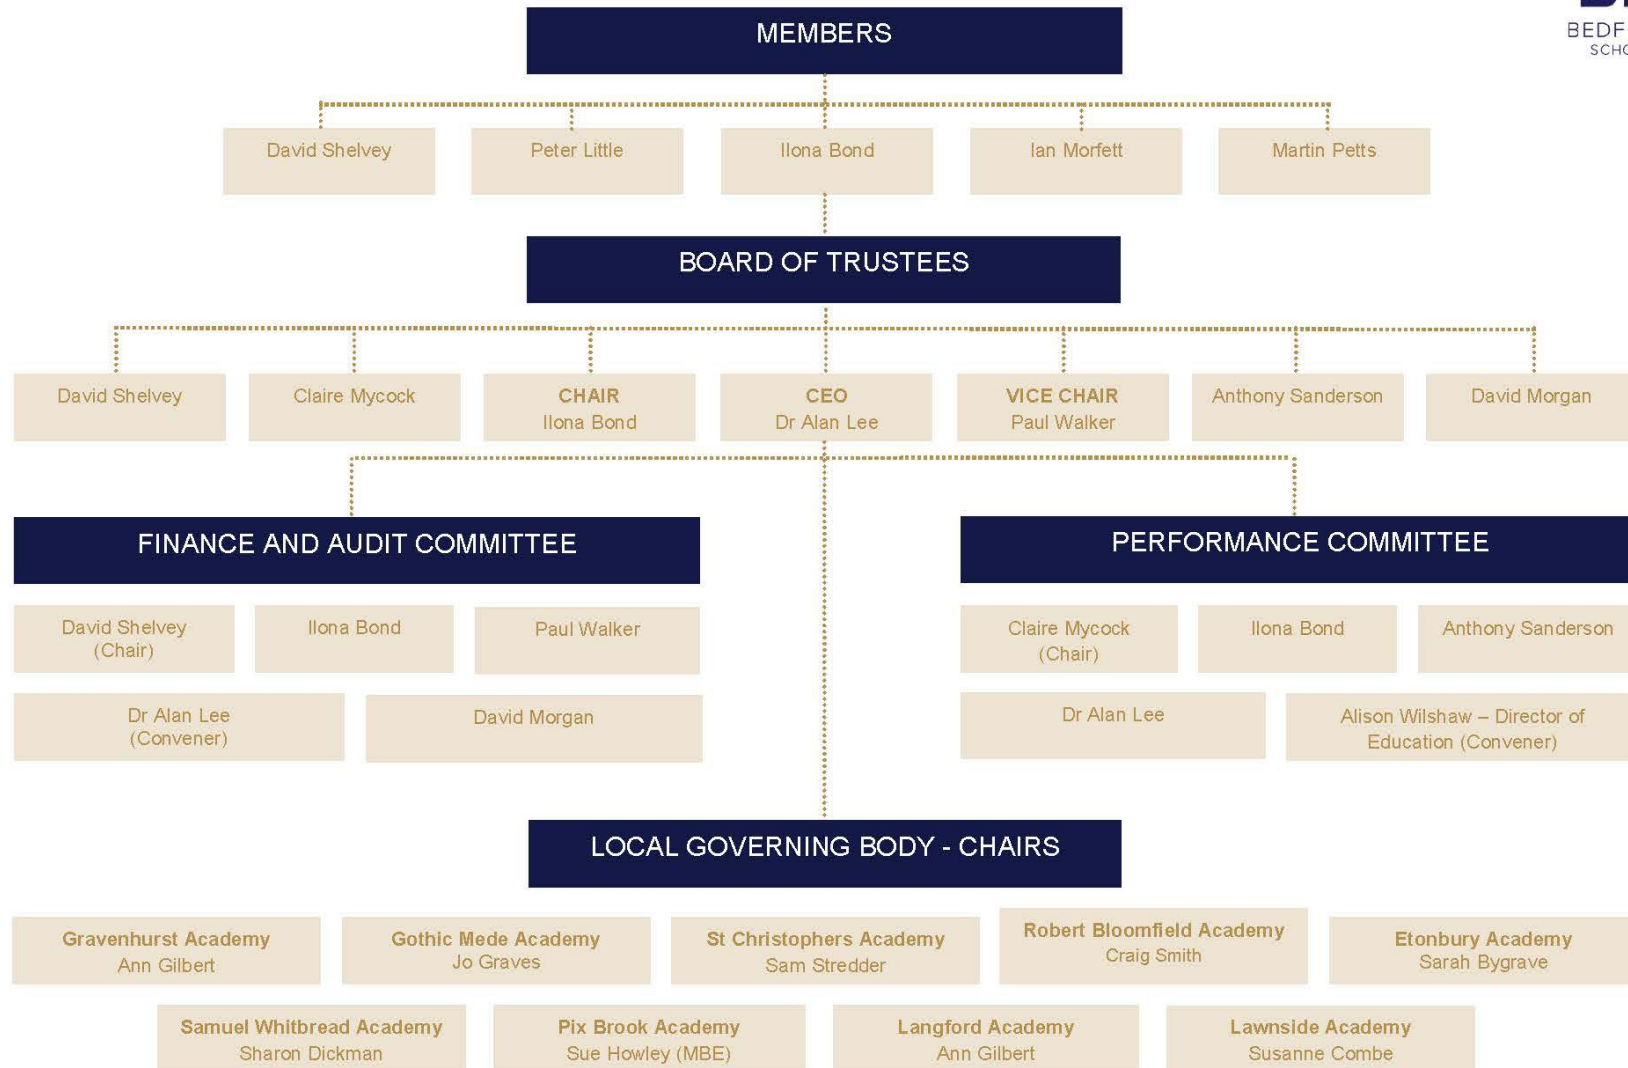 MEMBERS
David Shelvey
Peter Little
Ilona Bond
Ian Morfett
Martin Petts
BOARD OF TRUSTEES
David Shelvey
Claire Mycock
CHAIR
Ilona Bond
CEO
Dr Alan Lee
VICE CHAIR
Paul Walker
Anthony Sanderson
David Morgan
FINANCE AND AUDIT COMMITTEE
David Shelvey
(Chair)
Ilona Bond
Paul Walker
Dr Alan Lee
(Convener)
David Morgan
PERFORMANCE COMMITTEE
Claire Mycock
(Chair)
Ilona Bond
Anthony Sanderson
Dr Alan Lee
Alison Wilshaw – Director of
Education (Convener)
LOCAL GOVERNING BODY - CHAIRS
Gravenhurst Academy
Ann Gilbert
Gothic Mede Academy
Jo Graves
St Christophers Academy
Sam Stredder
Robert Bloomfield Academy
Craig Smith
Etonbury Academy
Sarah Bygrave
Samuel Whitbread Academy
Sharon Dickman
Pix Brook Academy
Sue Howley (MBE)
Langford Academy
Ann Gilbert
Lawnside Academy
Susanne Combe